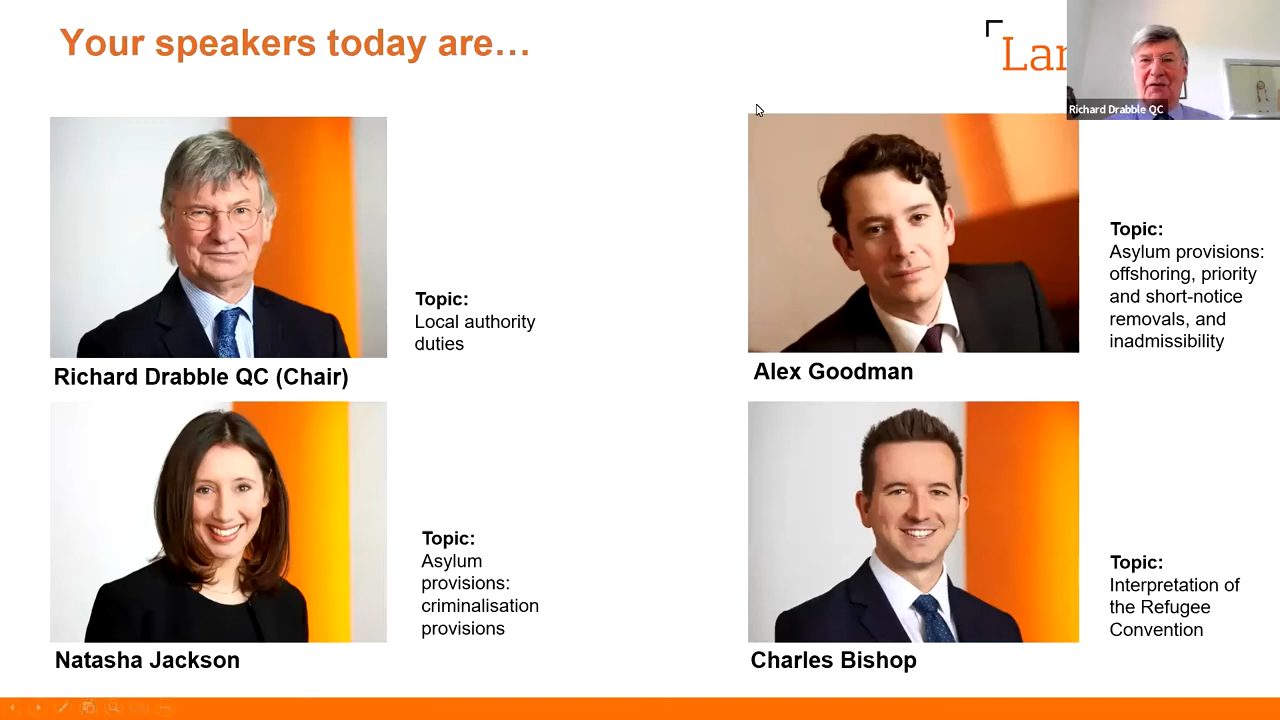 Your speakers today are…
Lan
Richard Drabble QC
Topic:
Local authority
duties
Richard Drabble QC (Chair)
Topic:
Asylum provisions:
offshoring, priority
and short-notice
removals, and
inadmissibility
Alex Goodman
Topic:
Asylum
provisions:
criminalisation
provisions
Natasha Jackson
Topic:
Interpretation of
the Refugee
Convention
Charles Bishop